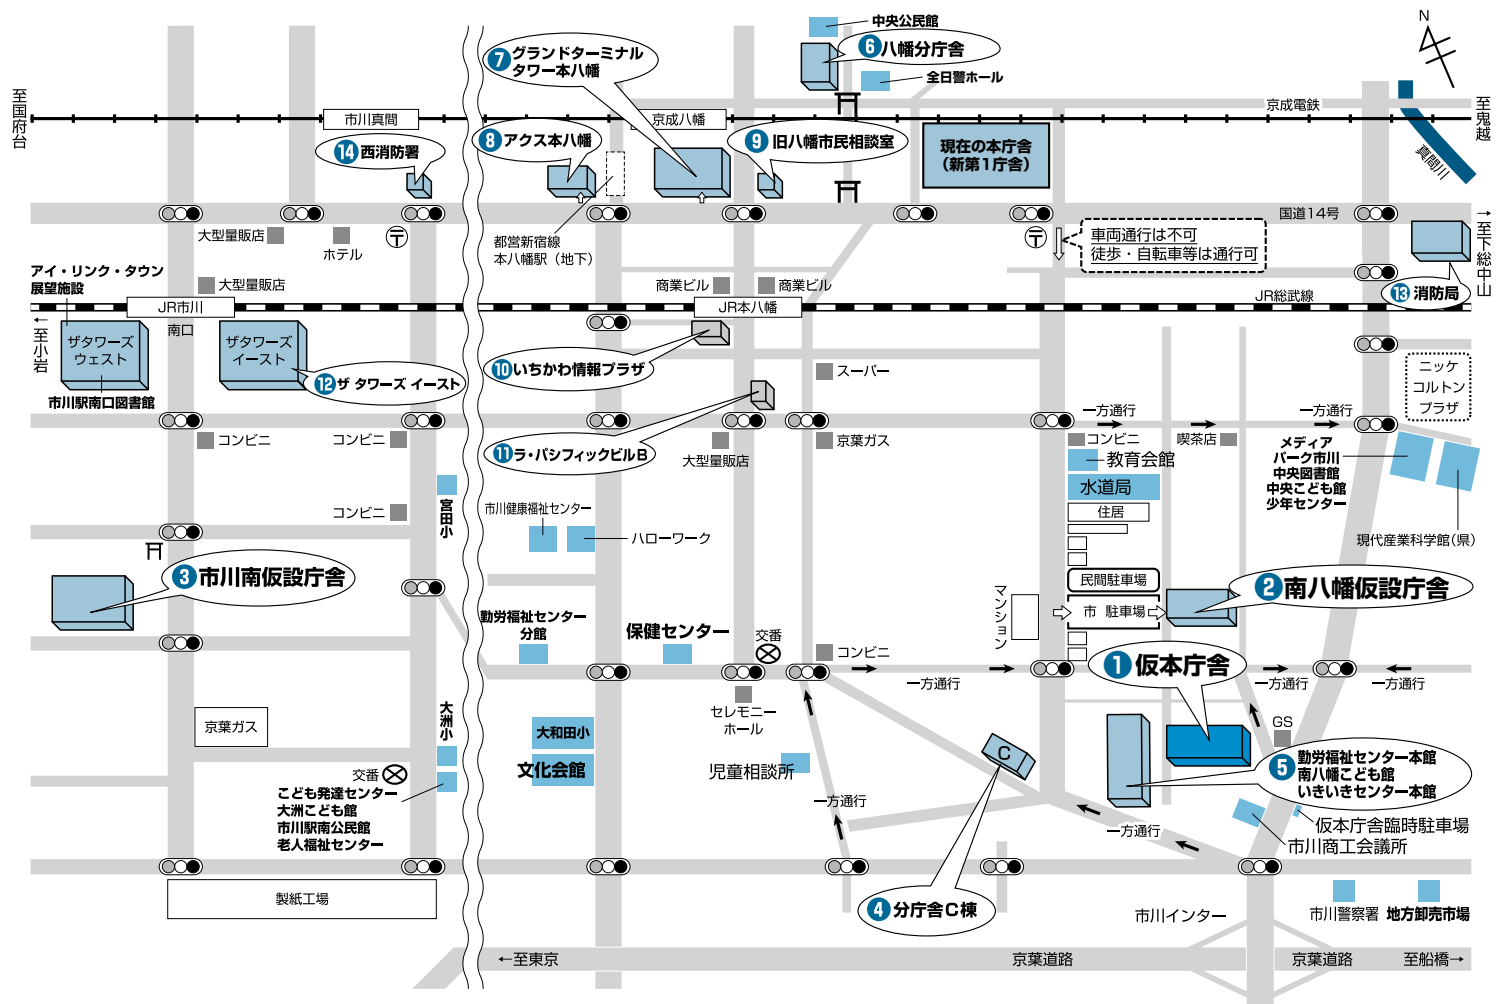 中央公民館
N
6 八幡分庁舎
7 グランドターミナル
タワー本八幡
全日警ホール
至国府台
市川真間
京成八幡
京成電鉄
至鬼越
真間川
14 西消防署
8 アクス本八幡
9 旧八幡市民相談室
現在の本庁舎
(新第1庁舎)
国道14号
→
至下総中山
大型量販店
ホテル
都営新宿線
本八幡駅(地下)
車両通行は不可
徒歩・自転車等は通行可
アイ・リンク・タウン
展望施設
大型量販店
商業ビル
商業ビル
13 消防局
JR市川
JR本八幡
JR総武線
←
至小岩
南口
ザタワーズ
ウェスト
ザタワーズ
イースト
12 ザ タワーズ イースト
10 いちかわ情報プラザ
スーパー
ニッケ
コルトン
プラザ
市川駅南口図書館
コンビニ
コンビニ
11 ラ・パシフィックビルB
大型量販店
京葉ガス
一方通行
コンビニ
喫茶店
一方通行
教育会館
水道局
メディア
パーク市川
中央図書館
中央こども館
少年センター
現代産業科学館(県)
コンビニ
宮田小
市川健康福祉センター
ハローワーク
住居
民間駐車場
市 駐車場
マンション
3 市川南仮設庁舎
2 南八幡仮設庁舎
勤労福祉センター
分館
保健センター
交番
コンビニ
一方通行
1 仮本庁舎
一方通行
一方通行
京葉ガス
大洲小
大和田小
文化会館
セレモニー
ホール
児童相談所
C
GS
5 勤労福祉センター本館
南八幡こども館
いきいきセンター本館
交番
こども発達センター
大洲こども館
市川駅南公民館
老人福祉センター
一方通行
一方通行
仮本庁舎臨時駐車場
市川商工会議所
製紙工場
4 分庁舎C棟
市川インター
市川警察署
地方卸売市場
←至東京
京葉道路
京葉道路
至船橋→